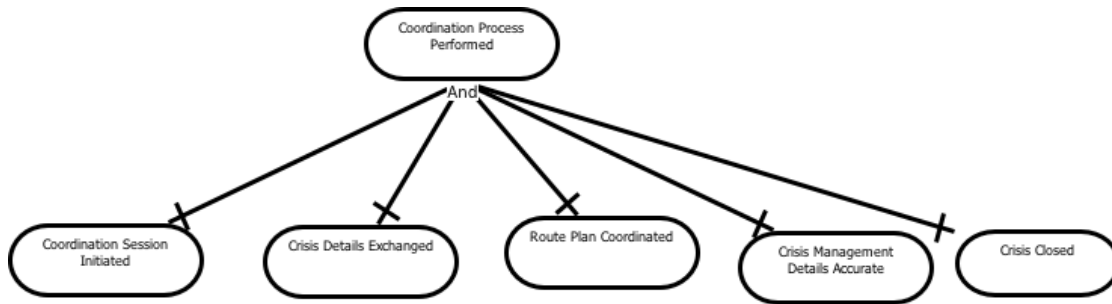 Coordination Process
Performed
And
Coordination Session
Initiated
Crisis Details Exchanged
Route Plan Coordinated
Crisis Management
Details Accurate
Crisis Closed